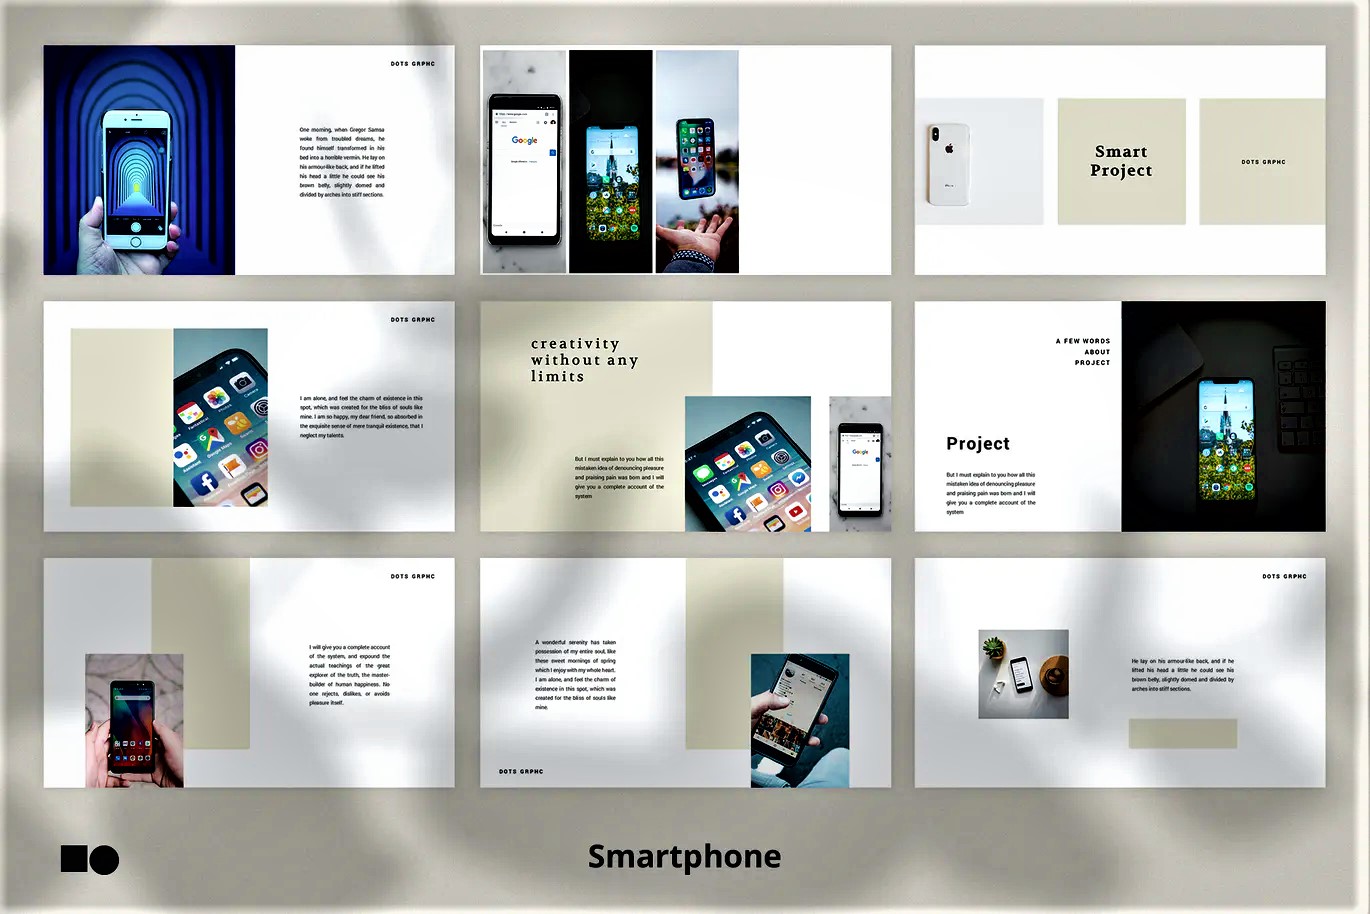 DOTS GRPHC
One morning, when Gregor Samsa
woke from troubled dreams, he
found himself transformed in his
bed into a horrible vermin. He lay on
his armour-like back, and if he lifted
his head a little he could see his
brown belly, slightly domed and
divided by arches into stiff sections.
Google
Smart
Project
DOTS GRPHC
DOTS GRPHC
Camera
Photos
Fantastical
Google Maps
Assistant
I am alone, and feel the charm of existence in this
spot, which was created for the bliss of souls like
mine. I am so happy, my dear friend, so absorbed in
the exquisite sense of mere tranquil existence, that I
neglect my talents.
creativity
without any
limits
But I must explain to you how all this
mistaken idea of denouncing pleasure
and praising pain was born and I will
give you a complete account of the
system
Google
A FEW WORDS
ABOUT
PROJECT
Project
But I must explain to you how all this
mistaken idea of denouncing pleasure
and praising pain was born and I will
give you a complete account of the
system
DOTS GRPHC
I will give you a complete account
of the system, and expound the
actual teachings of the great
explorer of the truth, the master-
builder of human happiness. No
one rejects, dislikes, or avoids
pleasure itself.
A wonderful serenity has taken
possession of my entire soul, like
these sweet mornings of spring
which I enjoy with my whole heart.
I am alone, and feel the charm of
existence in this spot, which was
created for the bliss of souls like
mine.
DOTS GRPHC
DOTS GRPHC
He lay on his armour-like back, and if he
lifted his head a little he could see his
brown belly, slightly domed and divided by
arches into stiff sections.
Smartphone